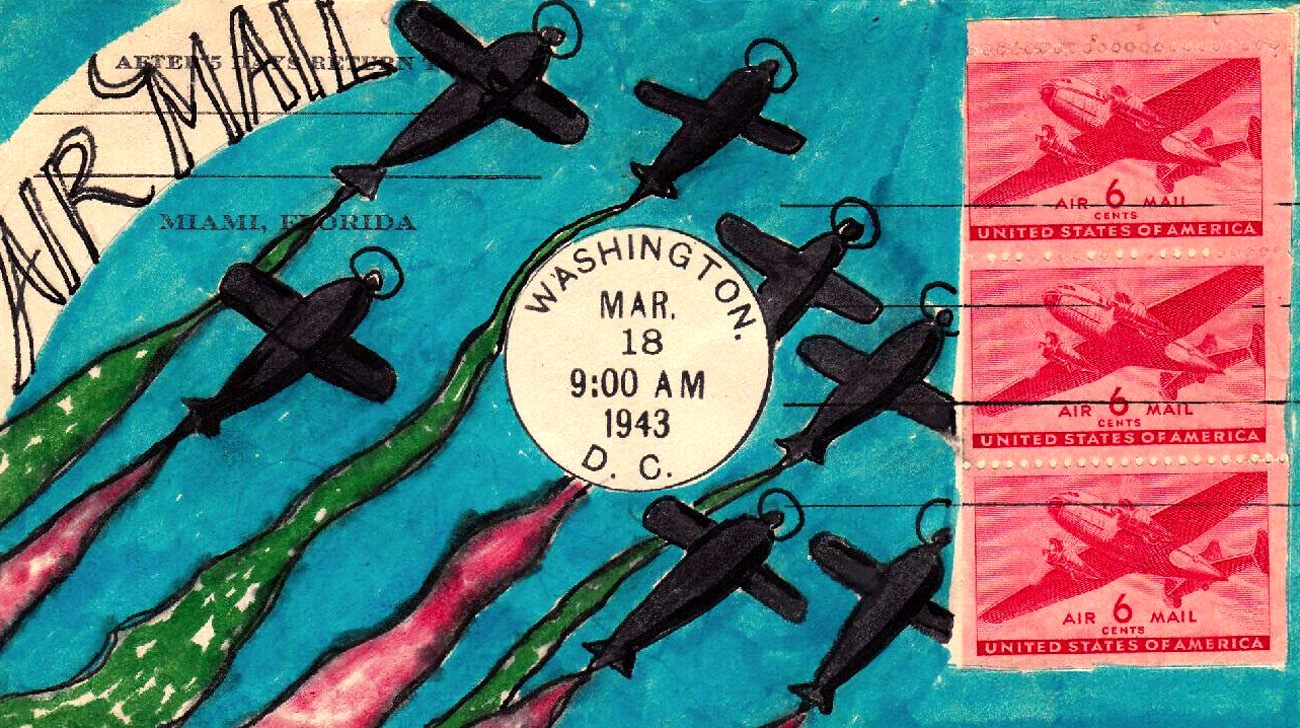 AIR MAIL
AFTER 5 DAYS RETURN
MIAMI, FLORIDA
WASHINGTON.
MAR.
18
9:00 AM
1943
D. C.
AIR 6 MAIL
CENTS
UNITED STATES OF AMERICA
AIR 6 MAIL
CENTS
UNITED STATES OF AMERICA
AIR 6 MAIL
CENTS
UNITED STATES OF AMERICA